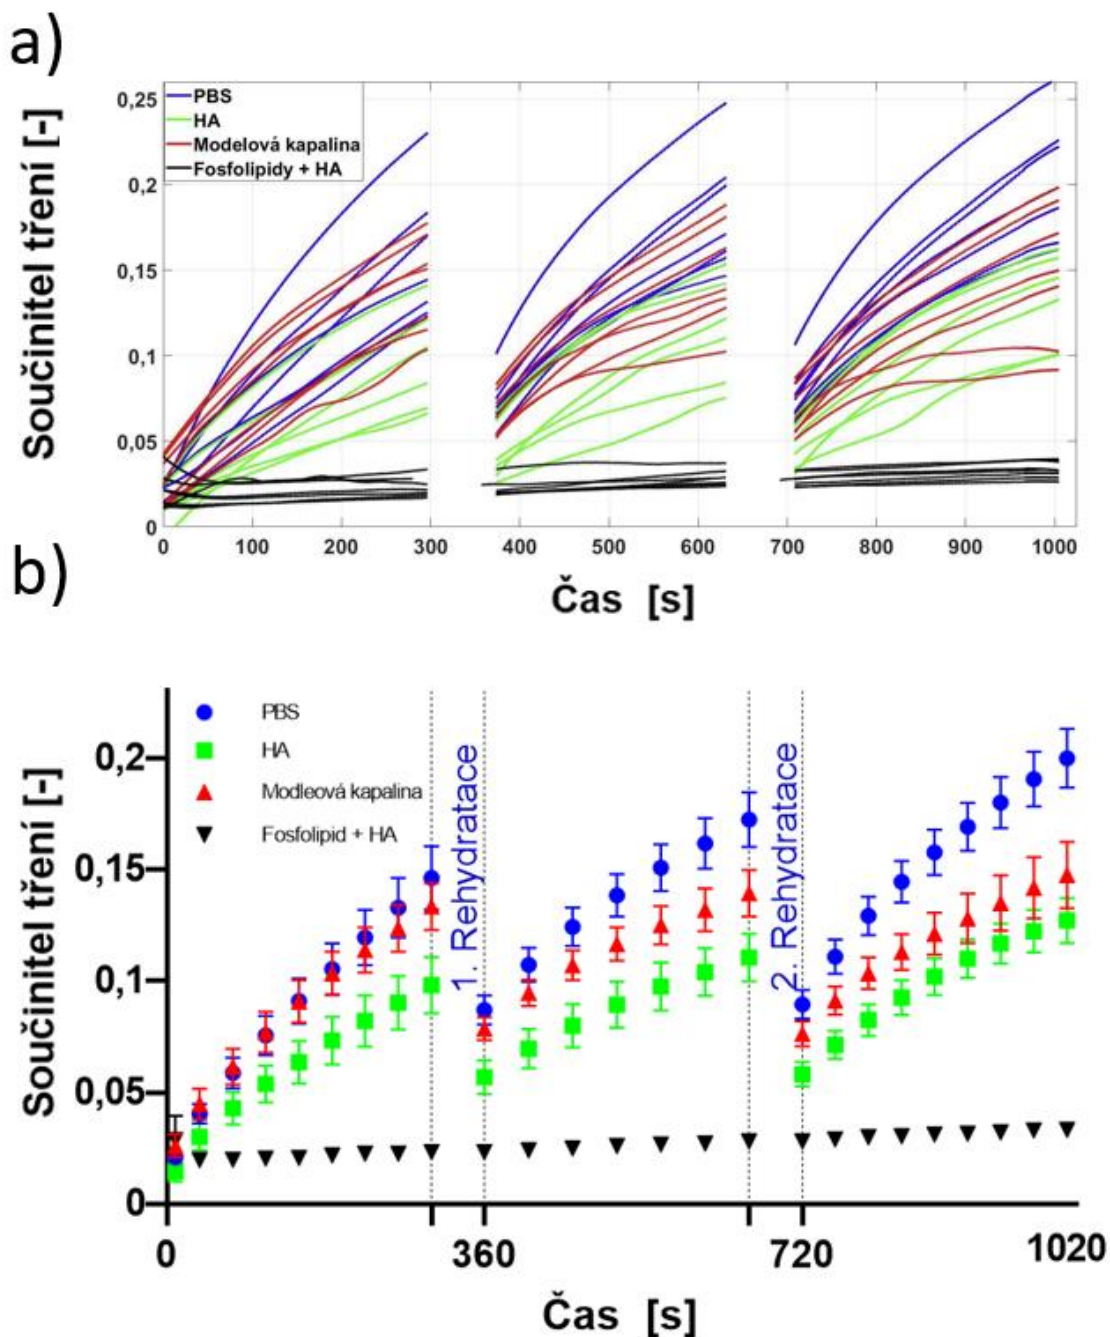 a)
Součinitel tření [-]
0,25
0,2
0,15
0,1
0,05
0
PBS
HA
Modelová kapalina
Fosfolipidy + HA
0 100 200 300 400 500 600 700 800 900 1000
Čas [s]
b)
Součinitel tření [-]
0,2
0,15
0,1
0,05
0
PBS
HA
Modleová kapalina
Fosfolipid + HA
1. Rehydratace
2. Rehydratace
0 360 720 1020
Čas [s]